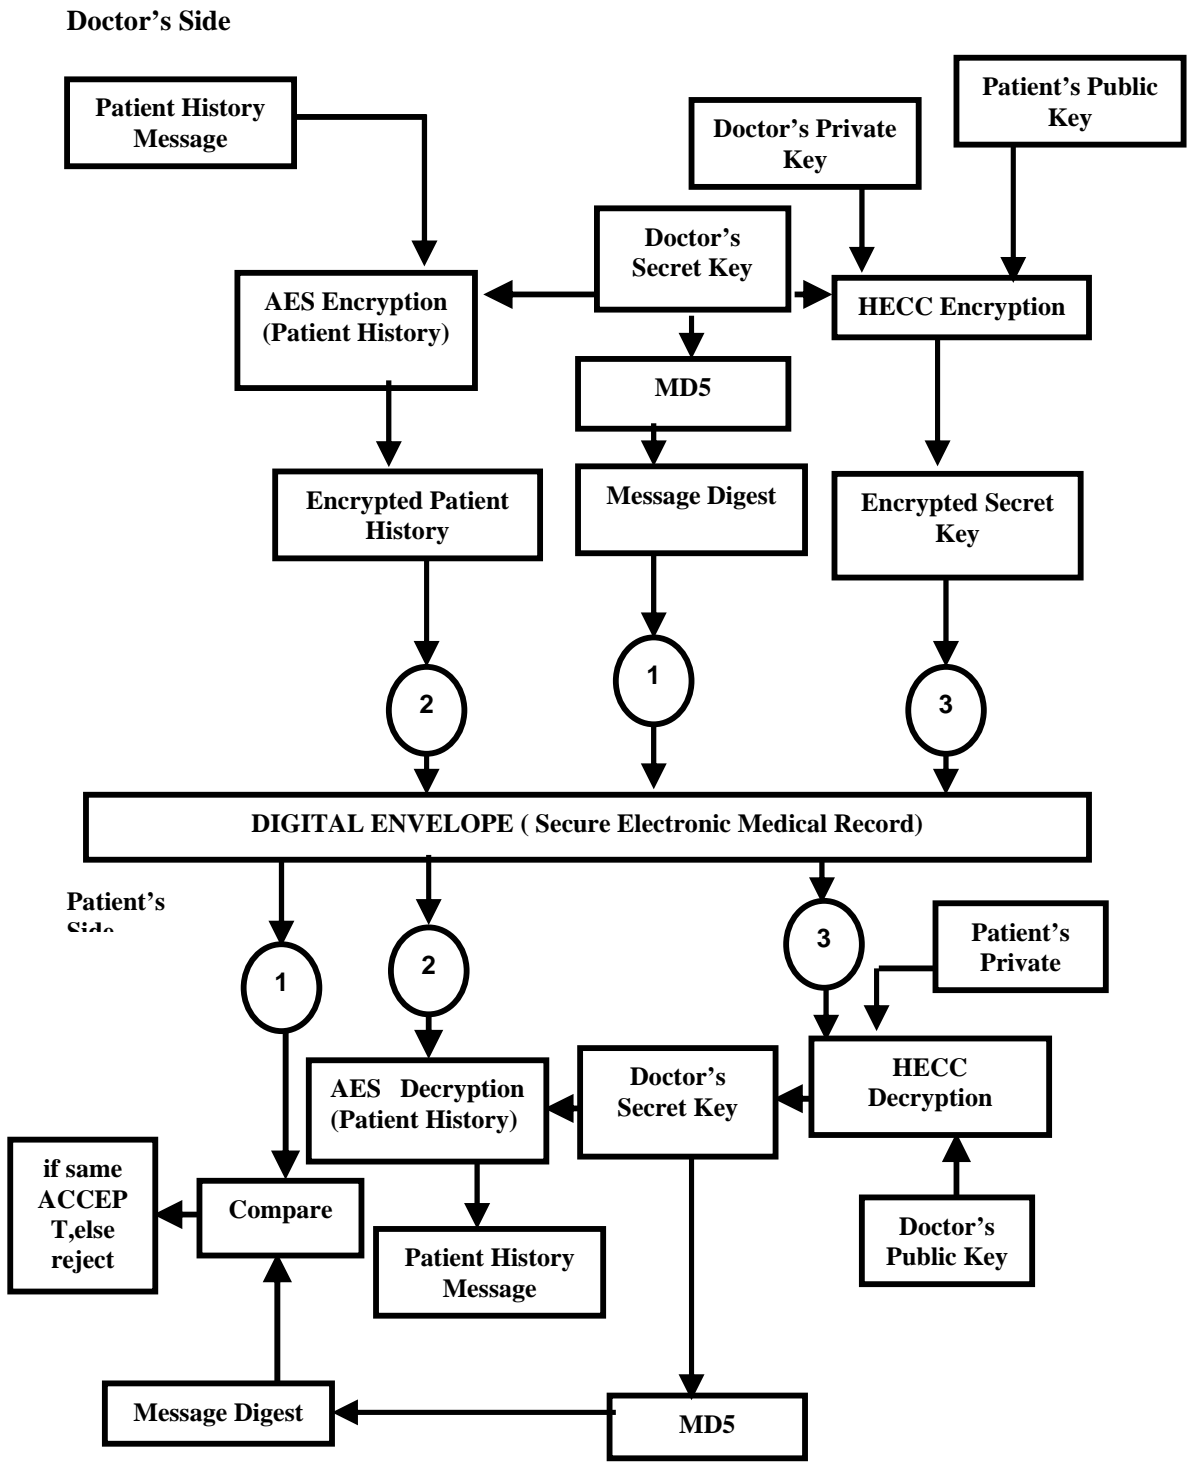 Doctor's Side
Patient History
Message
Doctor's Private
Key
Patient's Public
Key
Doctor's
Secret Key
AES Encryption
(Patient History)
HECC Encryption
MD5
Encrypted Patient
History
Message Digest
Encrypted Secret
Key
2
1
3
DIGITAL ENVELOPE ( Secure Electronic Medical Record)
Patient's
Side
1
2
3
Patient's
Private
AES Decryption
(Patient History)
Doctor's
Secret Key
HECC
Decryption
if same
ACCEP
T,else
reject
Compare
Patient History
Message
Doctor's
Public Key
Message Digest
MD5